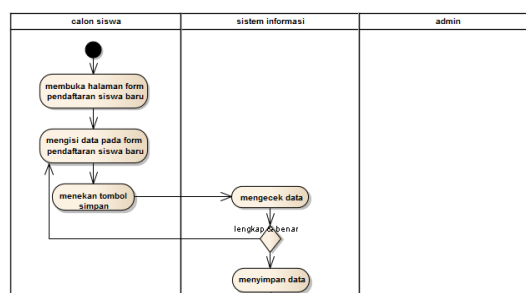 calon siswa
sistem informasi
admin
membuka halaman form
pendaftaran siswa baru
mengisi data pada form
pendaftaran siswa baru
menekan tombol
simpan
mengecek data
lengkap & benar
menyimpan data